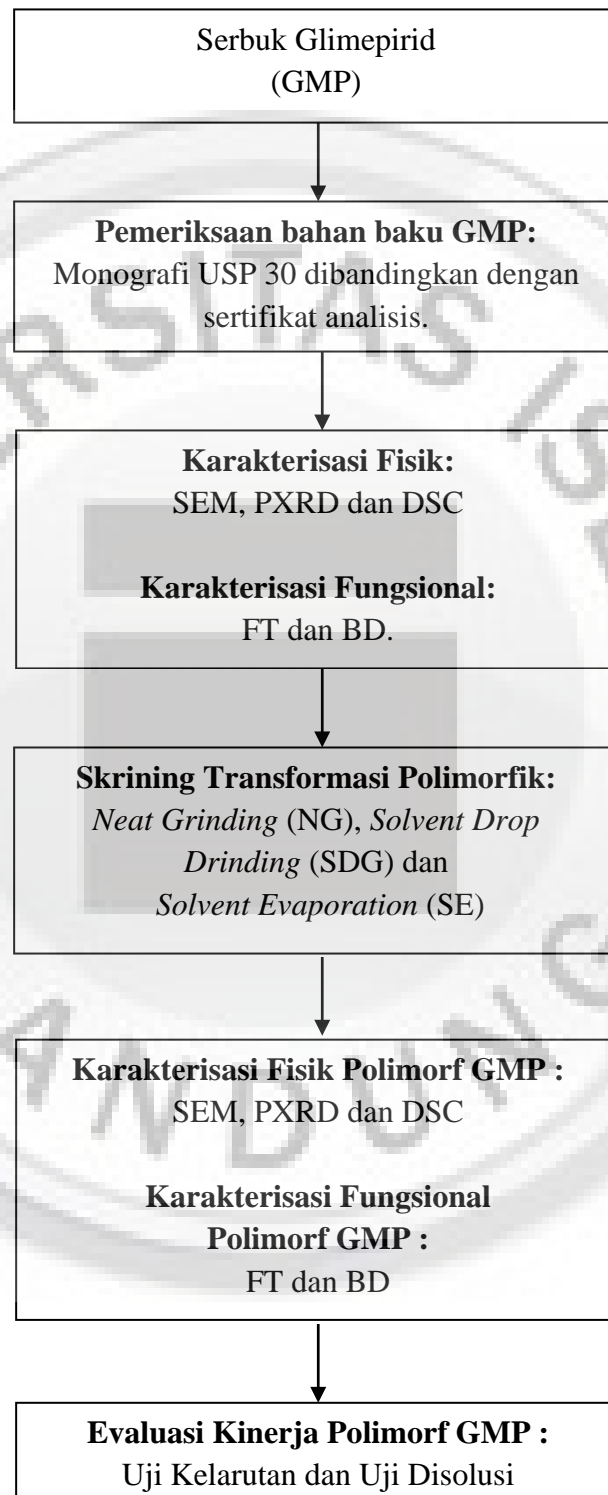 Serbuk Glimepirid
(GMP)
Pemeriksaan bahan baku GMP:
Monografi USP 30 dibandingkan dengan
sertifikat analisis.
Karakterisasi Fisik:
SEM, PXRD dan DSC
Karakterisasi Fungsional:
FT dan BD.
Skrining Transformasi Polimorfik:
Neat Grinding (NG), Solvent Drop
Drinding (SDG) dan
Solvent Evaporation (SE)
Karakterisasi Fisik Polimorf GMP :
SEM, PXRD dan DSC
Karakterisasi Fungsional
Polimorf GMP :
FT dan BD
Evaluasi Kinerja Polimorf GMP :
Uji Kelarutan dan Uji Disolusi